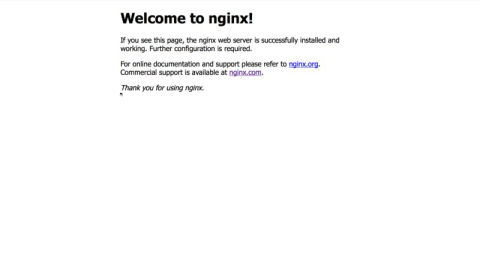 Welcome to nginx!
If you see this page, the nginx web server is successfully installed and
working. Further configuration is required.
For online documentation and support please refer to nginx.org.
Commercial support is available at nginx.com.
Thank you for using nginx.